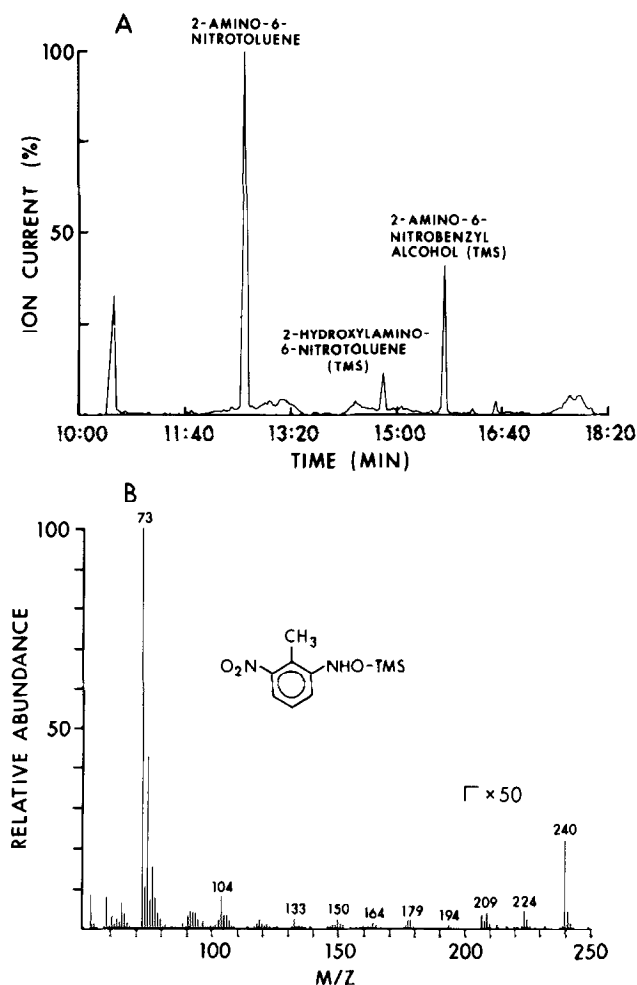 A
2-AMINO-6-
NITROTOLUENE
100
50
ION CURRENT (%)
2-AMINO-6-
NITROBENZYL
ALCOHOL (TMS)
2-HYDROXYLAMINO-
6-NITROTOLUENE
(TMS)
10:00 11:40 13:20 15:00 16:40 18:20
TIME (MIN)
B
73
100
50
RELATIVE ABUNDANCE
CH3
O2N NHO-TMS
×50
240
104 133 150 164 179 194 209 224
100 150 200 250
M/Z